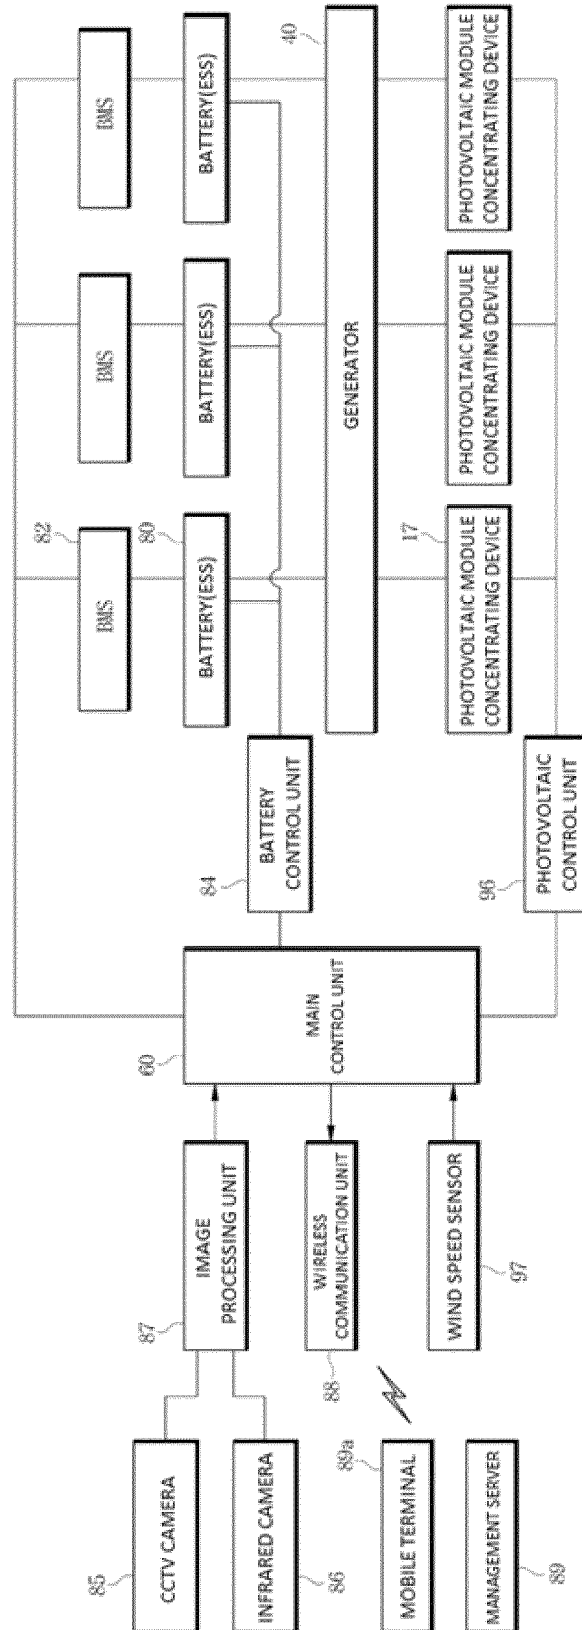 85
CCTV CAMERA
INFRARED CAMERA
86
89a
MOBILE TERMINAL
MANAGEMENT SERVER
89
87
IMAGE
PROCESSING UNIT
WIRELESS
COMMUNICATION UNIT
88
WIND SPEED SENSOR
97
60
MAIN
CONTROL UNIT
84
BATTERY
CONTROL UNIT
96
PHOTOVOLTAIC
CONTROL UNIT
82
BMS
BMS
BMS
80
BATTERY(ESS)
BATTERY(ESS)
BATTERY(ESS)
40
GENERATOR
17
PHOTOVOLTAIC MODULE
CONCENTRATING DEVICE
PHOTOVOLTAIC MODULE
CONCENTRATING DEVICE
PHOTOVOLTAIC MODULE
CONCENTRATING DEVICE